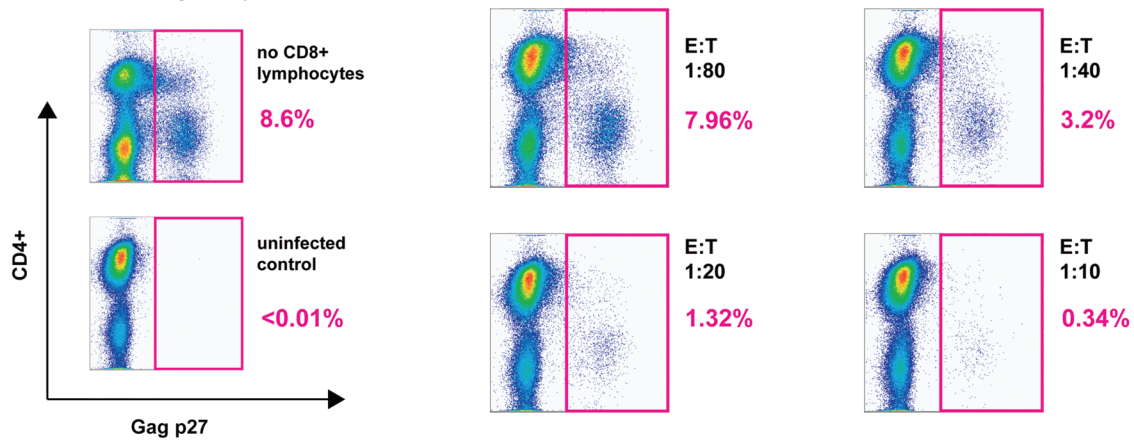 no CD8+
lymphocytes
8.6%
E:T
1:80
7.96%
E:T
1:40
3.2%
uninfected
control
<0.01%
E:T
1:20
1.32%
E:T
1:10
0.34%
CD4+
Gag p27